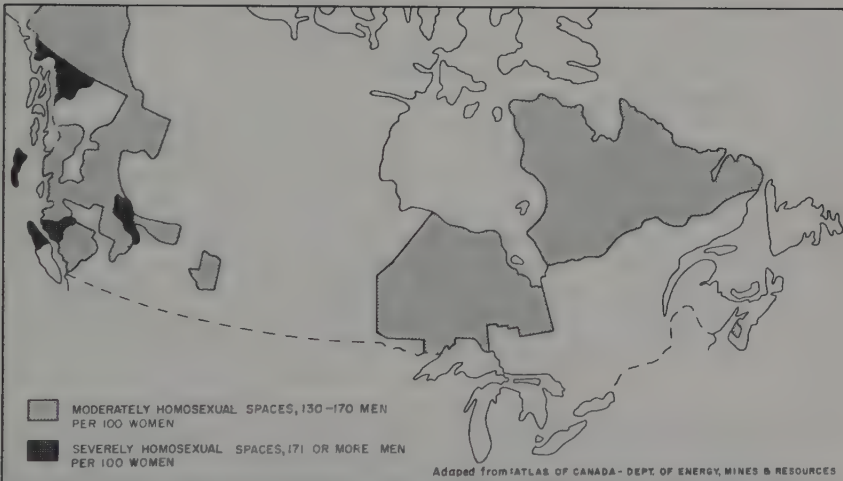 MODERATELY HOMOSEXUAL SPACES, 130-170 MEN
PER 100 WOMEN
SEVERELY HOMOSEXUAL SPACES, 171 OR MORE MEN
PER 100 WOMEN
Adaped from: ATLAS OF CANADA - DEPT. OF ENERGY, MINES & RESOURCES